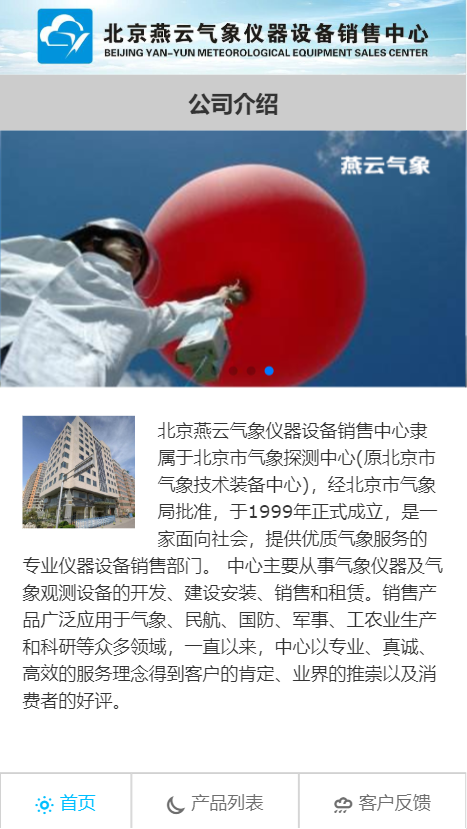 北京燕云气象仪器设备销售中心
BEIJING YAN-YUN METEOROLOGICAL EQUIPMENT SALES CENTER
公司介绍
燕云气象
北京燕云气象仪器设备销售中心隶
属于北京市气象探测中心(原北京市
气象技术装备中心)，经北京市气象
局批准，于1999年正式成立，是一
家面向社会，提供优质气象服务的
专业仪器设备销售部门。 中心主要从事气象仪器及气
象观测设备的开发、建设安装、销售和租赁。销售产
品广泛应用于气象、民航、国防、军事、工农业生产
和科研等众多领域，一直以来，中心以专业、真诚、
高效的服务理念得到客户的肯定、业界的推崇以及消
费者的好评。
首页
产品列表
客户反馈